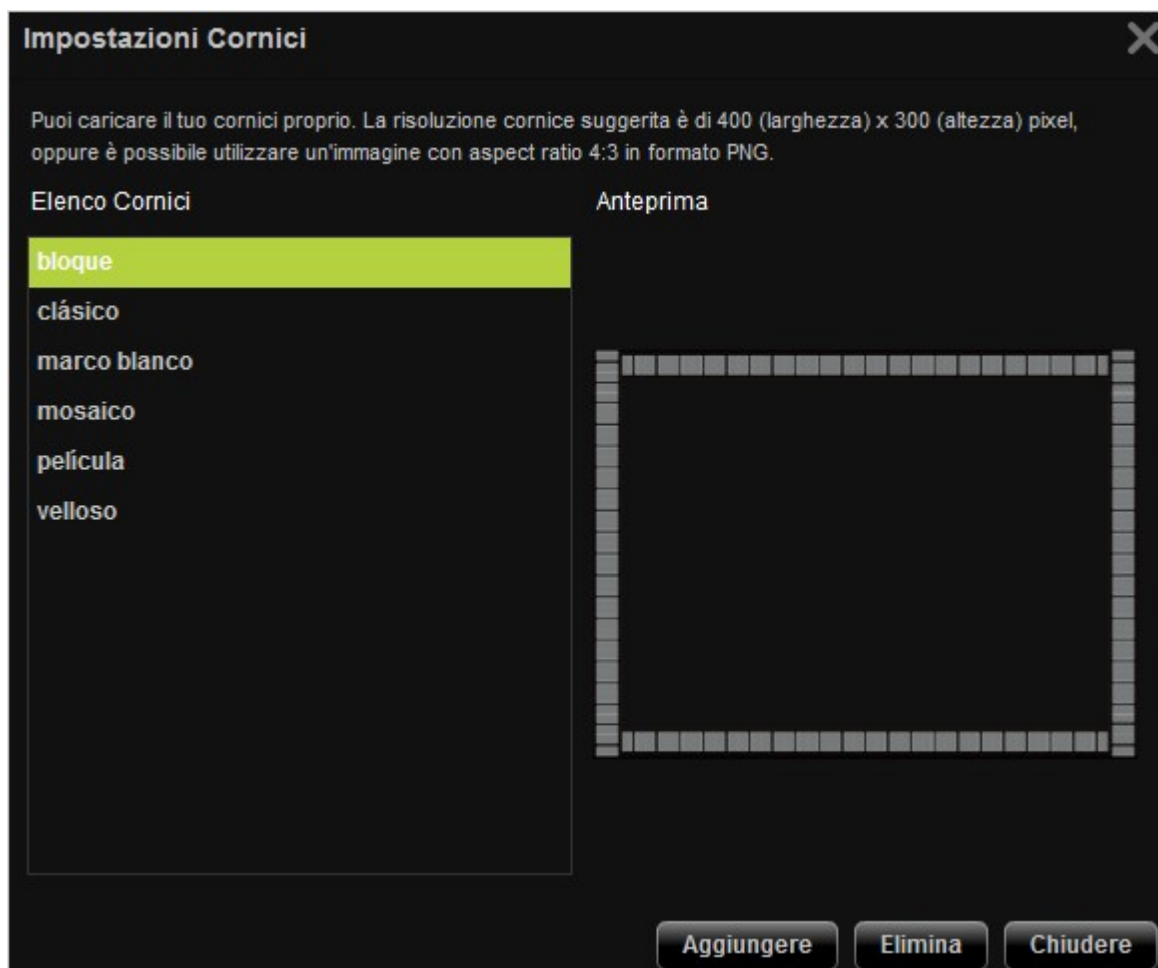 Impostazioni Cornici
Puoi caricare il tuo cornici proprio. La risoluzione cornice suggerita è di 400 (larghezza) x 300 (altezza) pixel,
oppure è possibile utilizzare un'immagine con aspect ratio 4:3 in formato PNG.
Elenco Cornici
Anteprima
bloque
clásico
marco blanco
mosaico
película
velloso
Aggiungere
Elimina
Chiudere